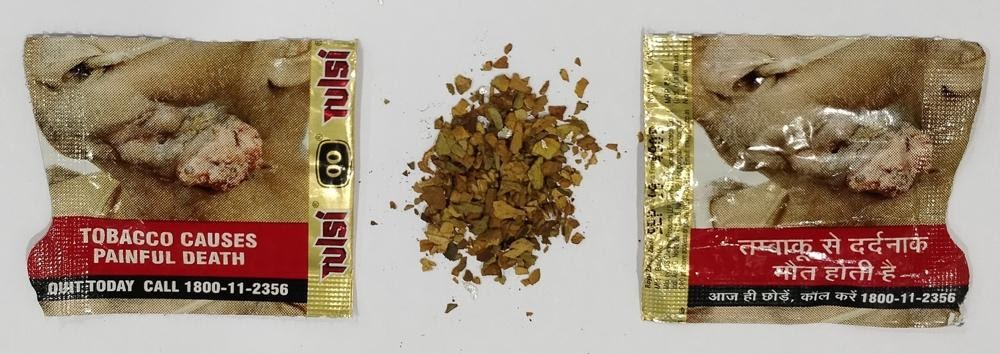 TOBACCO CAUSES
PAINFUL DEATH
QUIT TODAY CALL 1800-11-2356
Tulsi
00
Tulsi
तम्बाकू से दर्दनाक
मौत होती है
आज ही छोड़ें, काल करें 1800-11-2356